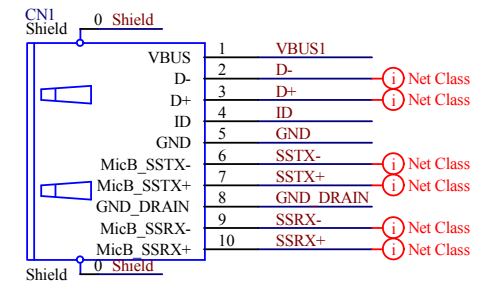 CN1
Shield 0 Shield
VBUS 1 VBUS1
D- 2 D- i Net Class
D+ 3 D+ i Net Class
ID 4 ID
GND 5 GND
MicB_SSTX- 6 SSTX- i Net Class
MicB_SSTX+ 7 SSTX+ i Net Class
GND_DRAIN 8 GND_DRAIN
MicB_SSRX- 9 SSRX- i Net Class
MicB_SSRX+ 10 SSRX+ i Net Class
Shield 0 Shield